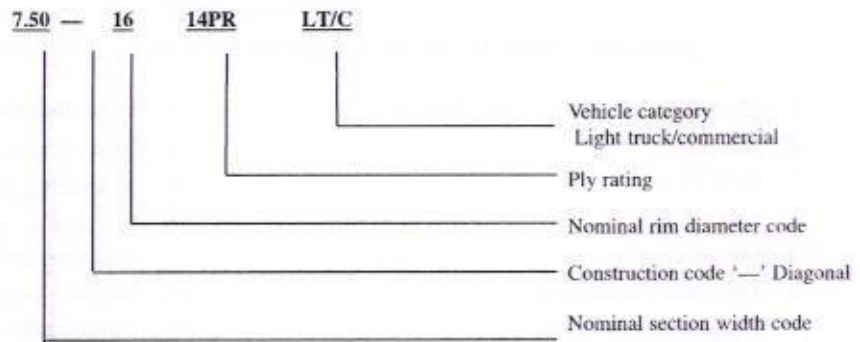 7.50 — 16 14PR LT/C
Vehicle category
Light truck/commercial
Ply rating
Nominal rim diameter code
Construction code ‘—’ Diagonal
Nominal section width code